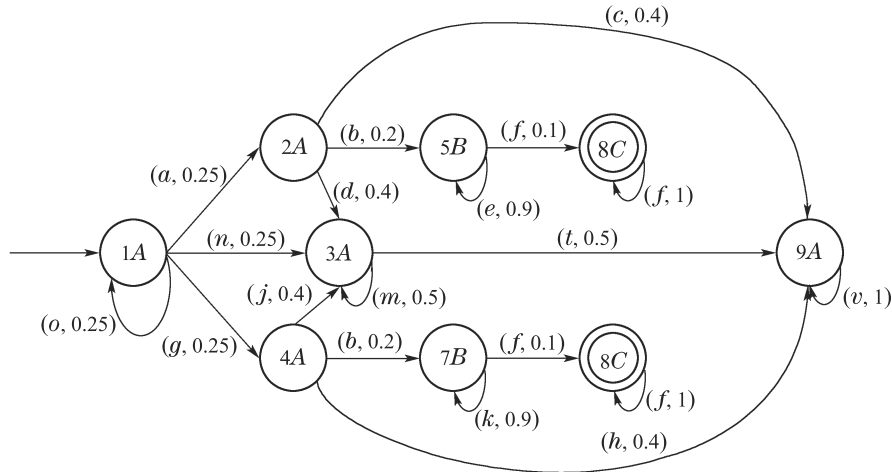 (c, 0.4)
2A
(b, 0.2)
5B
(f, 0.1)
8C
(a, 0.25)
(d, 0.4)
(e, 0.9)
(f, 1)
1A
(n, 0.25)
3A
(t, 0.5)
9A
(o, 0.25)
(j, 0.4)
(m, 0.5)
(v, 1)
(g, 0.25)
4A
(b, 0.2)
7B
(f, 0.1)
8C
(k, 0.9)
(f, 1)
(h, 0.4)